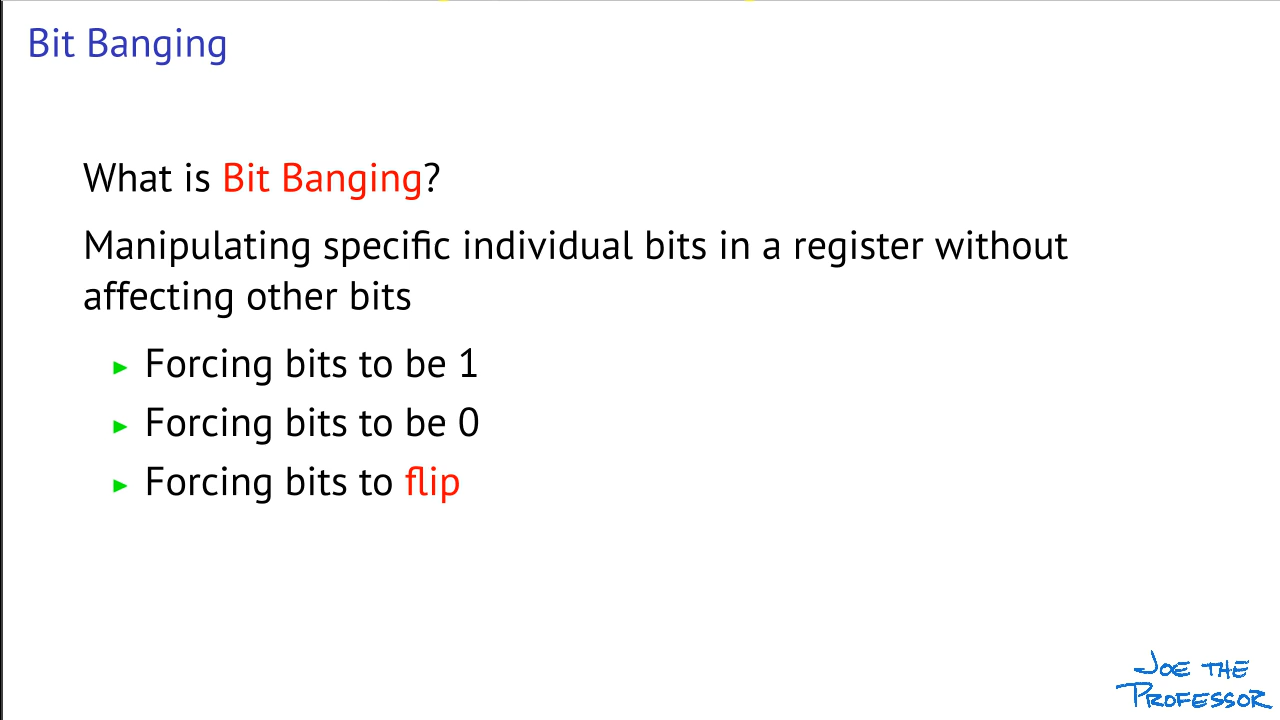 Bit Banging
What is Bit Banging?
Manipulating specific individual bits in a register without
affecting other bits
▶ Forcing bits to be 1
▶ Forcing bits to be 0
▶ Forcing bits to flip
JOE THE
PROFESSOR